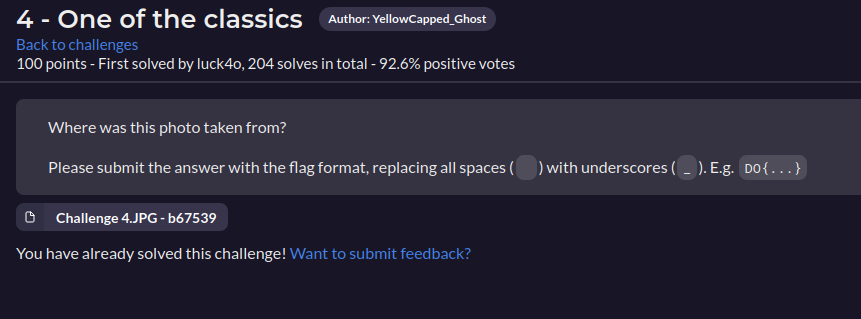 4 - One of the classics Author: YellowCapped_Ghost
Back to challenges
100 points - First solved by luck4o, 204 solves in total - 92.6% positive votes
Where was this photo taken from?
Please submit the answer with the flag format, replacing all spaces ( ) with underscores ( _ ). E.g. DO{...}
Challenge 4.JPG - b67539
You have already solved this challenge! Want to submit feedback?